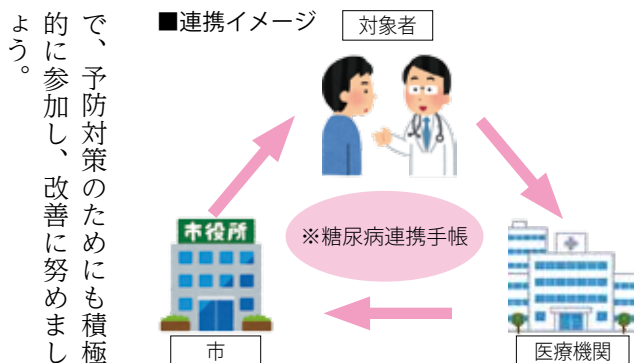 で、予防対策のためにも積極
的に参加し、改善に努めまし
ょう。
■連携イメージ
対象者
市役所
※糖尿病連携手帳
市
医療機関